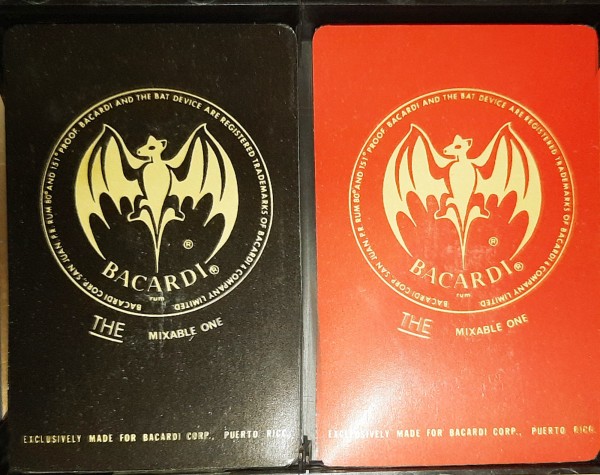 BACARDI CORP., SAN JUAN, P.R. RUM 80° AND 151° PROOF. BACARDI AND THE BAT DEVICE ARE REGISTERED TRADEMARKS OF BACARDI & COMPANY LIMITED.
®
BACARDI®
rum
THE MIXABLE ONE
EXCLUSIVELY MADE FOR BACARDI CORP., PUERTO RICO
BACARDI CORP., SAN JUAN, P.R. RUM 80° AND 151° PROOF. BACARDI AND THE BAT DEVICE ARE REGISTERED TRADEMARKS OF BACARDI & COMPANY LIMITED.
®
BACARDI®
rum
THE MIXABLE ONE
EXCLUSIVELY MADE FOR BACARDI CORP., PUERTO RICO